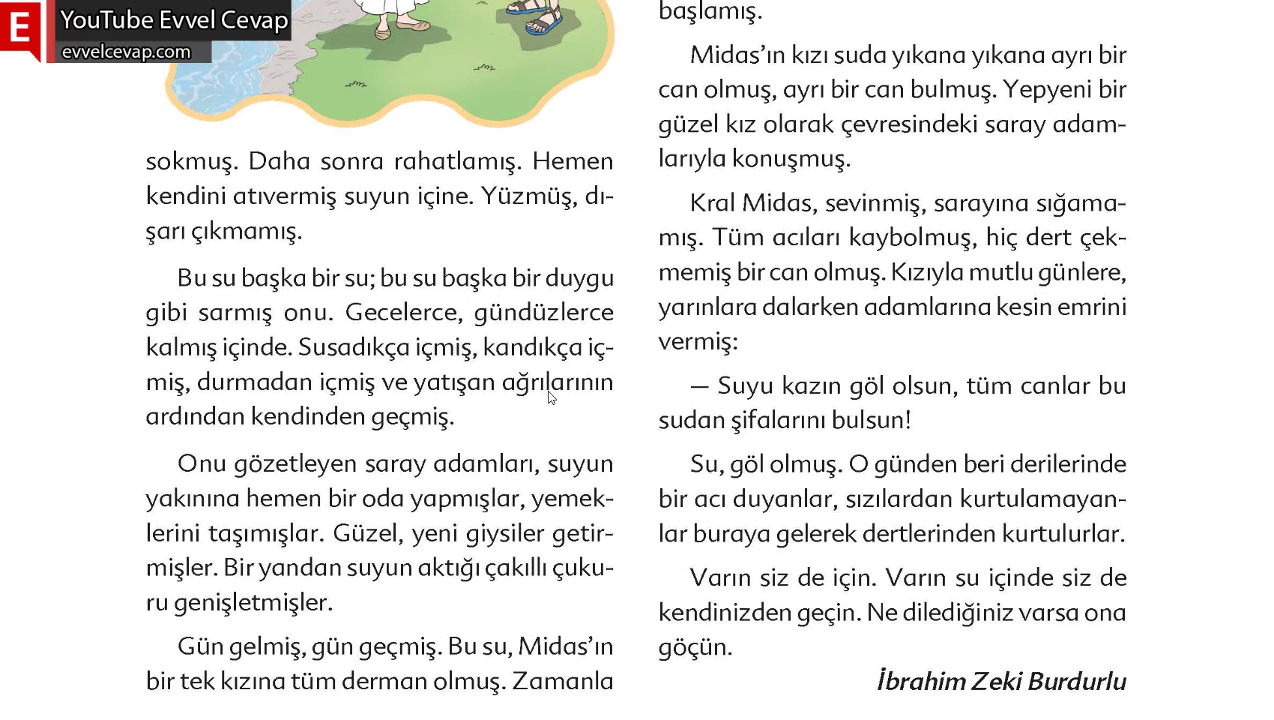 E YouTube Evvel Cevap
evvelcevap.com
sokmuş. Daha sonra rahatlamış. Hemen
kendini atıvermiş suyun içine. Yüzmüş, dı-
şarı çıkmamış.
Bu su başka bir su; bu su başka bir duygu
gibi sarmış onu. Gecelerce, gündüzlerce
kalmış içinde. Susadıkça içmiş, kandıkça iç-
miş, durmadan içmiş ve yatışan ağrılarının
ardından kendinden geçmiş.
Onu gözetleyen saray adamları, suyun
yakınına hemen bir oda yapmışlar, yemek-
lerini taşımışlar. Güzel, yeni giysiler getir-
mişler. Bir yandan suyun aktığı çakıllı çuku-
ru genişletmişler.
Gün gelmiş, gün geçmiş. Bu su, Midas’ın
bir tek kızına tüm derman olmuş. Zamanla
başlamış.
Midas’ın kızı suda yıkana yıkana ayrı bir
can olmuş, ayrı bir can bulmuş. Yepyeni bir
güzel kız olarak çevresindeki saray adam-
larıyla konuşmuş.
Kral Midas, sevinmiş, sarayına sığama-
mış. Tüm acıları kaybolmuş, hiç dert çek-
memiş bir can olmuş. Kızıyla mutlu günlere,
yarınlara dalarken adamlarına kesin emrini
vermiş:
— Suyu kazın göl olsun, tüm canlar bu
sudan şifalarını bulsun!
Su, göl olmuş. O günden beri derilerinde
bir acı duyanlar, sızılardan kurtulamayan-
lar buraya gelerek dertlerinden kurtulurlar.
Varın siz de için. Varın su içinde siz de
kendinizden geçin. Ne dilediğiniz varsa ona
göçün.
İbrahim Zeki Burdurlu